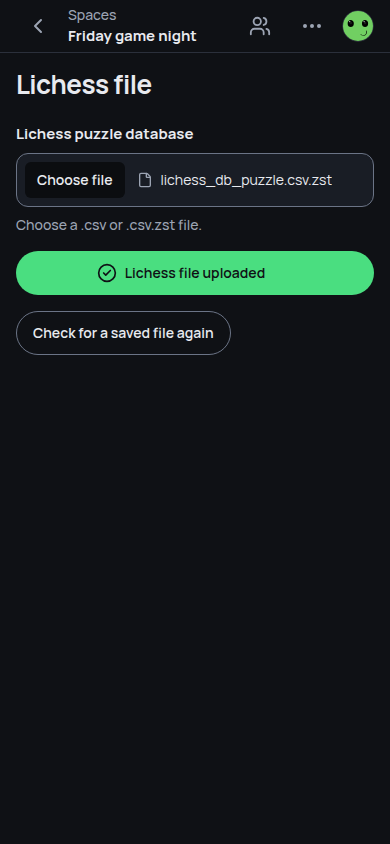 Spaces
Friday game night
Lichess file
Lichess puzzle database
Choose file
lichess_db_puzzle.csv.zst
Choose a .csv or .csv.zst file.
Lichess file uploaded
Check for a saved file again